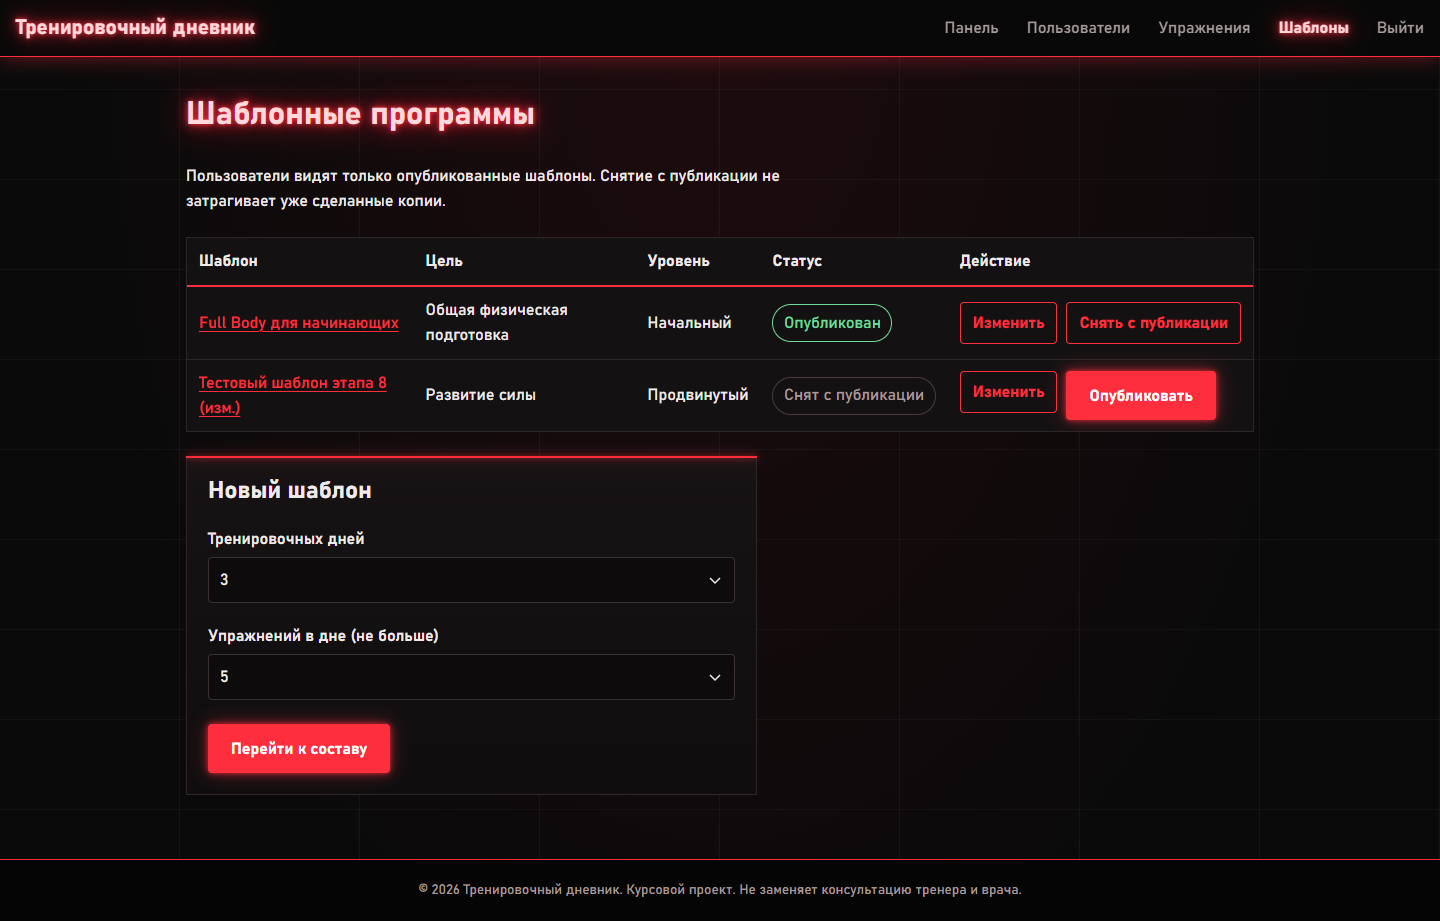 Тренировочный дневник
Панель Пользователи Упражнения Шаблоны Выйти
Шаблонные программы
Пользователи видят только опубликованные шаблоны. Снятие с публикации не
затрагивает уже сделанные копии.
Шаблон Цель Уровень Статус Действие
Full Body для начинающих Общая физическая подготовка Начальный Опубликован Изменить Снять с публикации
Тестовый шаблон этапа 8 (изм.) Развитие силы Продвинутый Снят с публикации Изменить Опубликовать
Новый шаблон
Тренировочных дней
3
Упражнений в дне (не больше)
5
Перейти к составу
© 2026 Тренировочный дневник. Курсовой проект. Не заменяет консультацию тренера и врача.